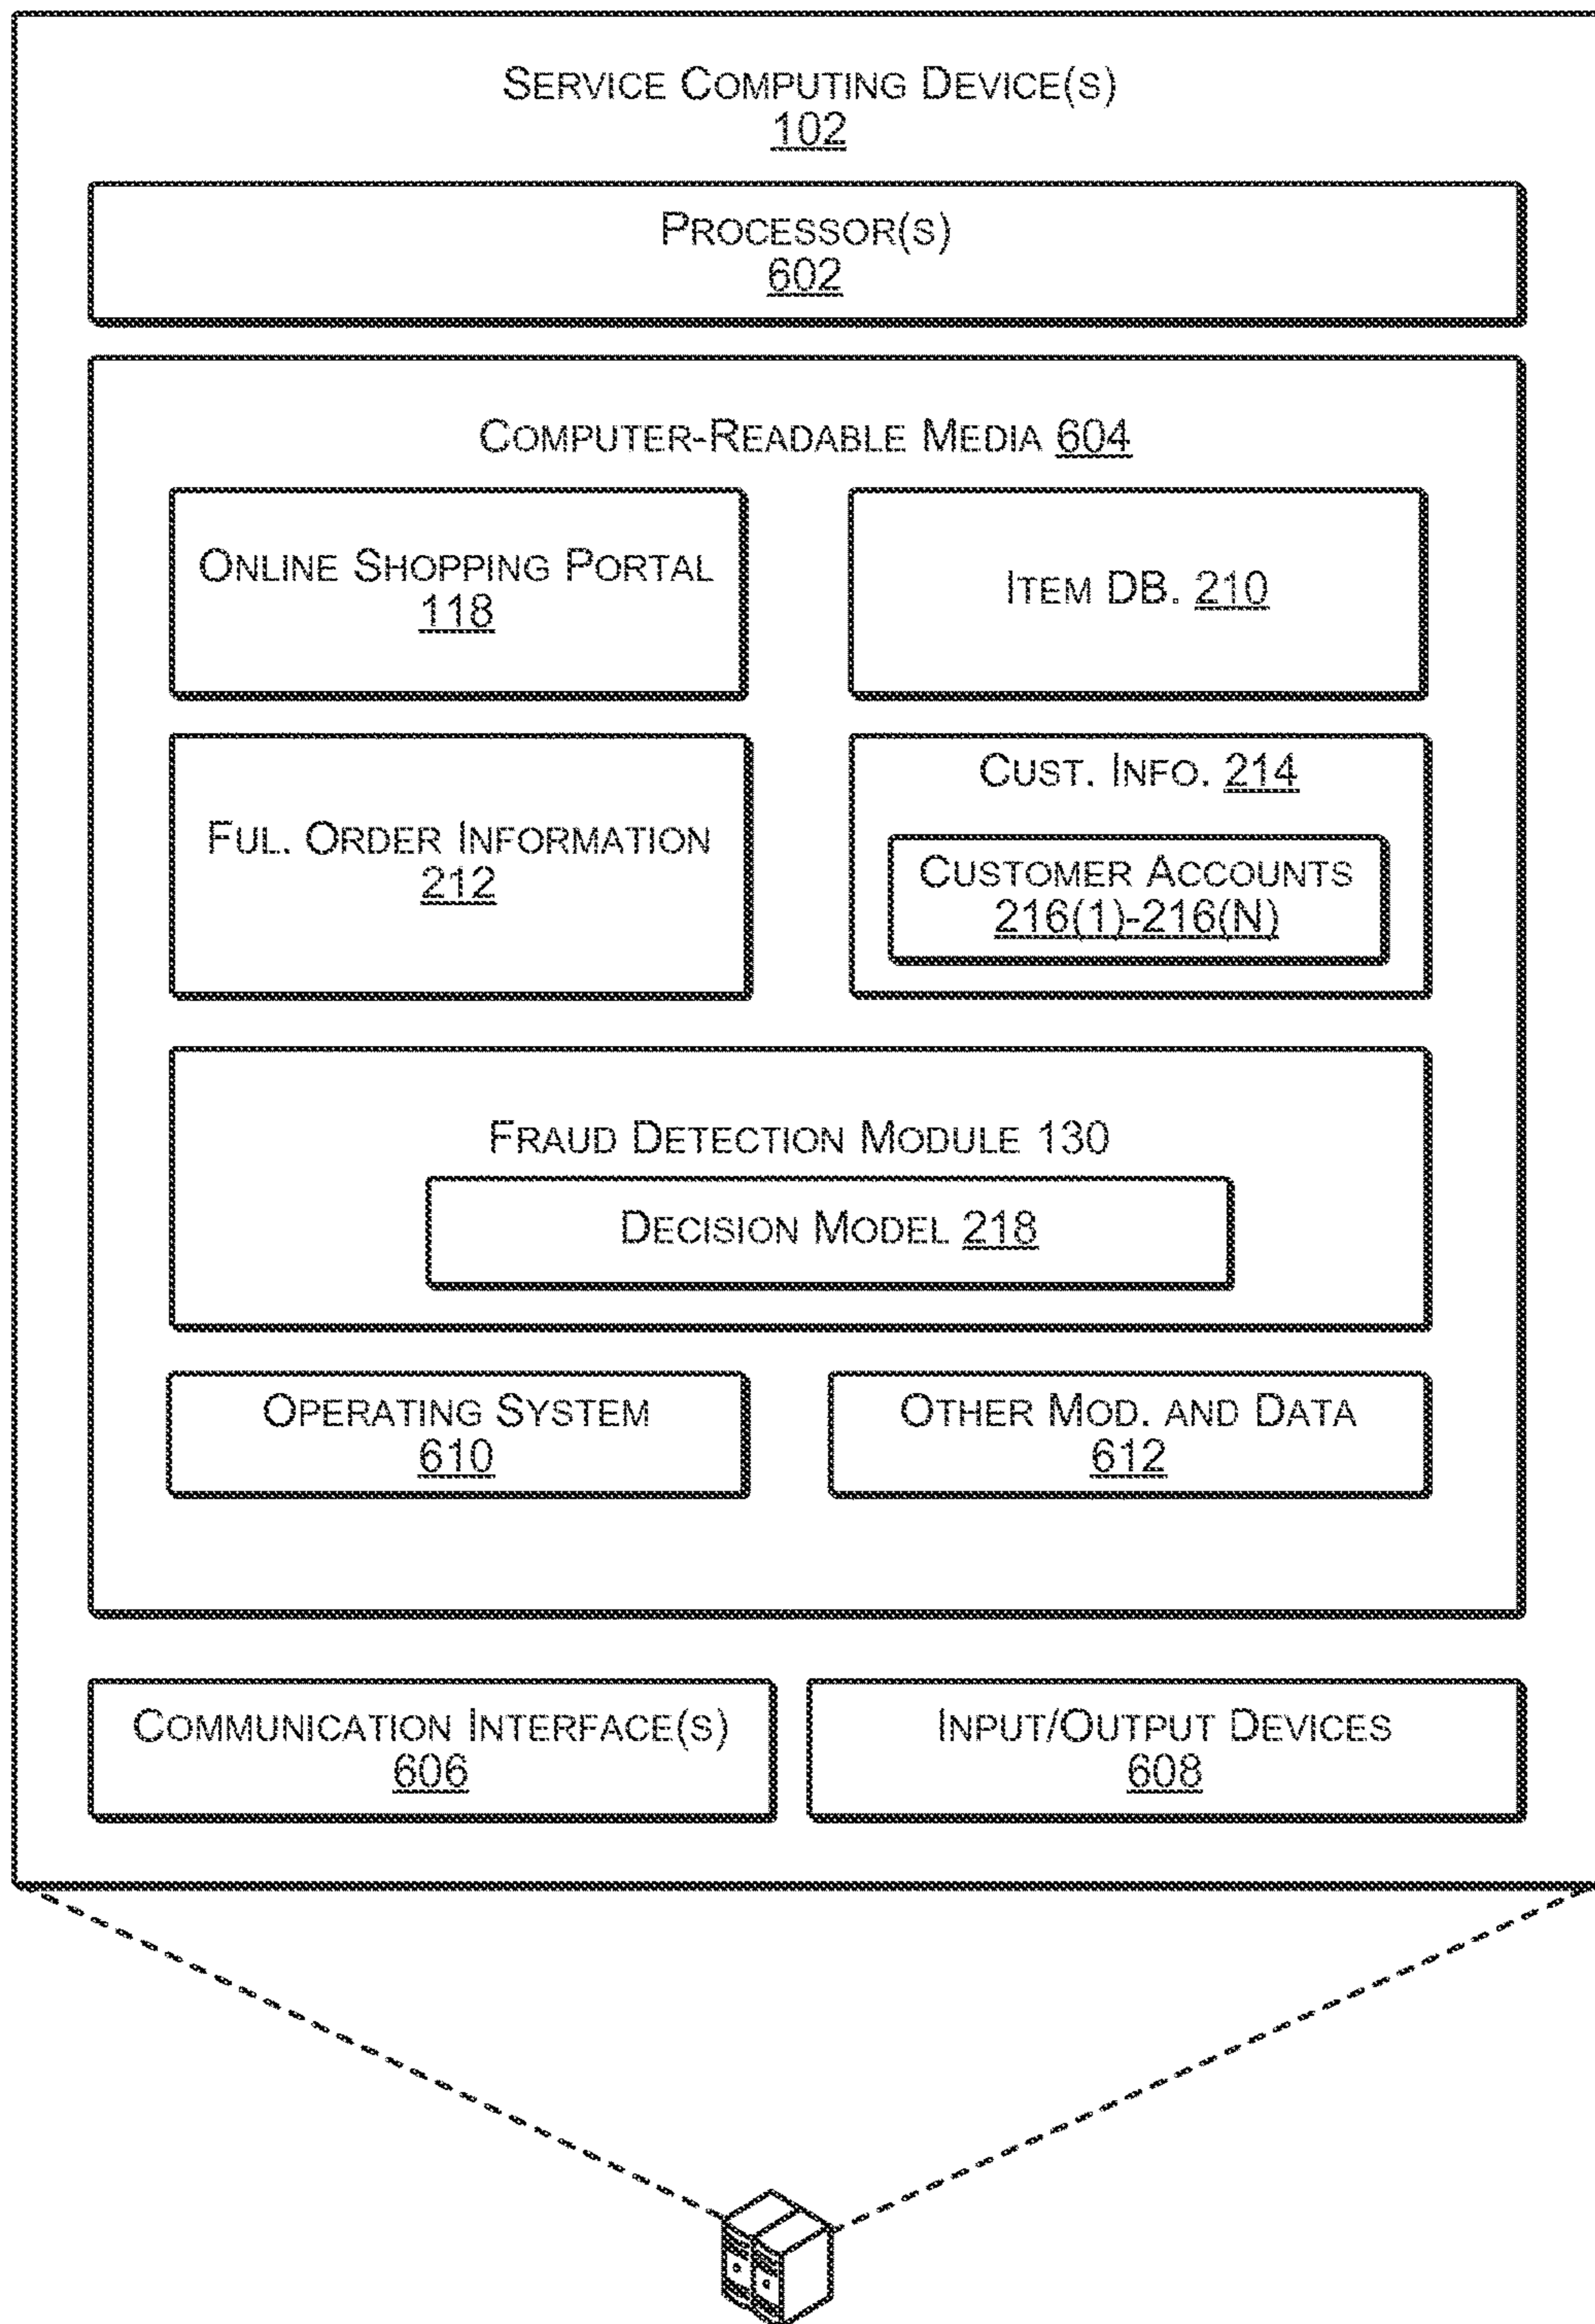 SERVICE COMPUTING DEVICE(S)
102
PROCESSOR(S)
602
COMPUTER-READABLE MEDIA 604
ONLINE SHOPPING PORTAL
118
ITEM DB. 210
FUL. ORDER INFORMATION
212
CUST. INFO. 214
CUSTOMER ACCOUNTS
216(1)-216(N)
FRAUD DETECTION MODULE 130
DECISION MODEL 218
OPERATING SYSTEM
610
OTHER MOD. AND DATA
612
COMMUNICATION INTERFACE(S)
606
INPUT/OUTPUT DEVICES
608